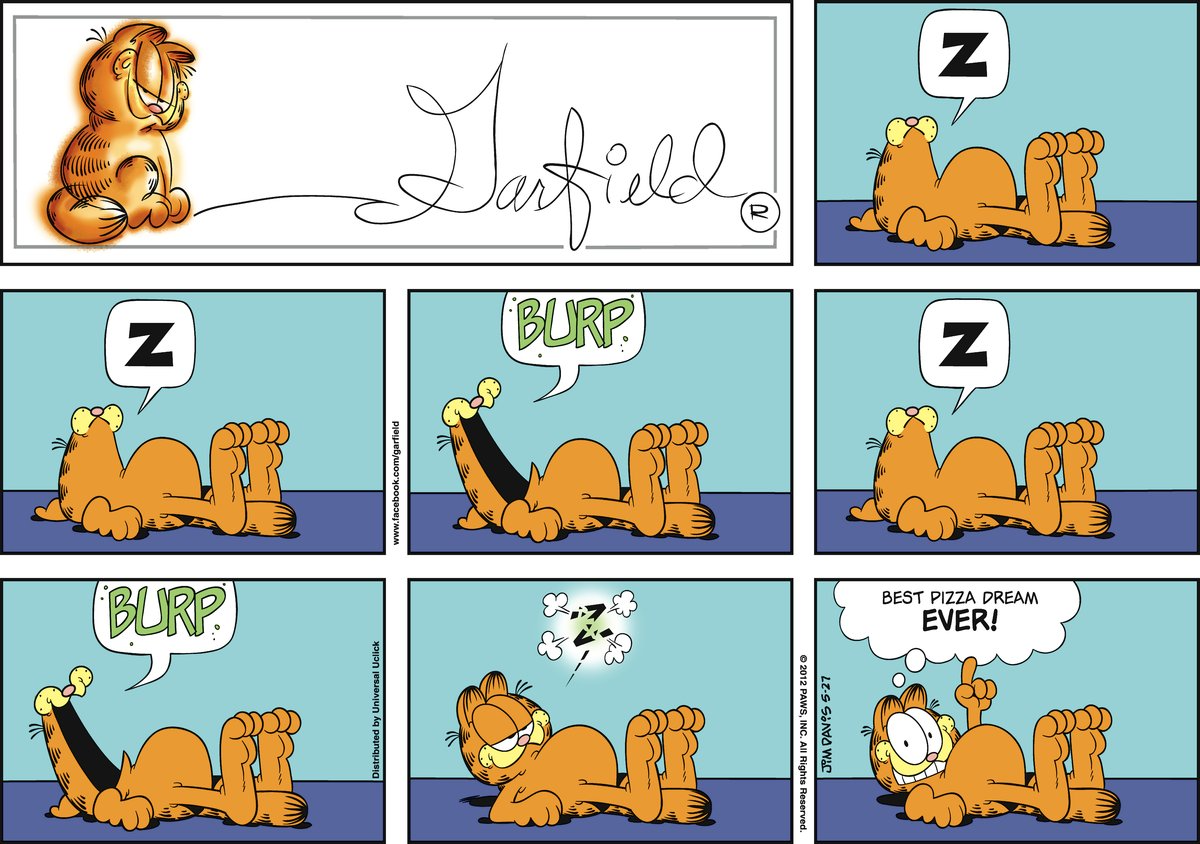 Garfield
®
Z
Z
www.facebook.com/garfield
BURP
Z
BURP
Distributed by Universal Uclick
Z
© 2012 PAWS, INC. All Rights Reserved.
JIM DAVIS 5-27
BEST PIZZA DREAM
EVER!